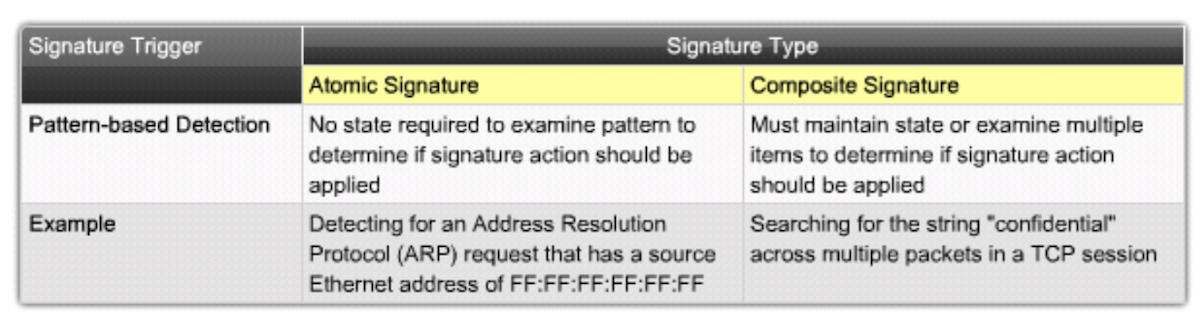 Signature Trigger
Signature Type
Atomic Signature
Composite Signature
Pattern-based Detection
No state required to examine pattern to
determine if signature action should be
applied
Must maintain state or examine multiple
items to determine if signature action
should be applied
Example
Detecting for an Address Resolution
Protocol (ARP) request that has a source
Ethernet address of FF:FF:FF:FF:FF:FF
Searching for the string "confidential"
across multiple packets in a TCP session